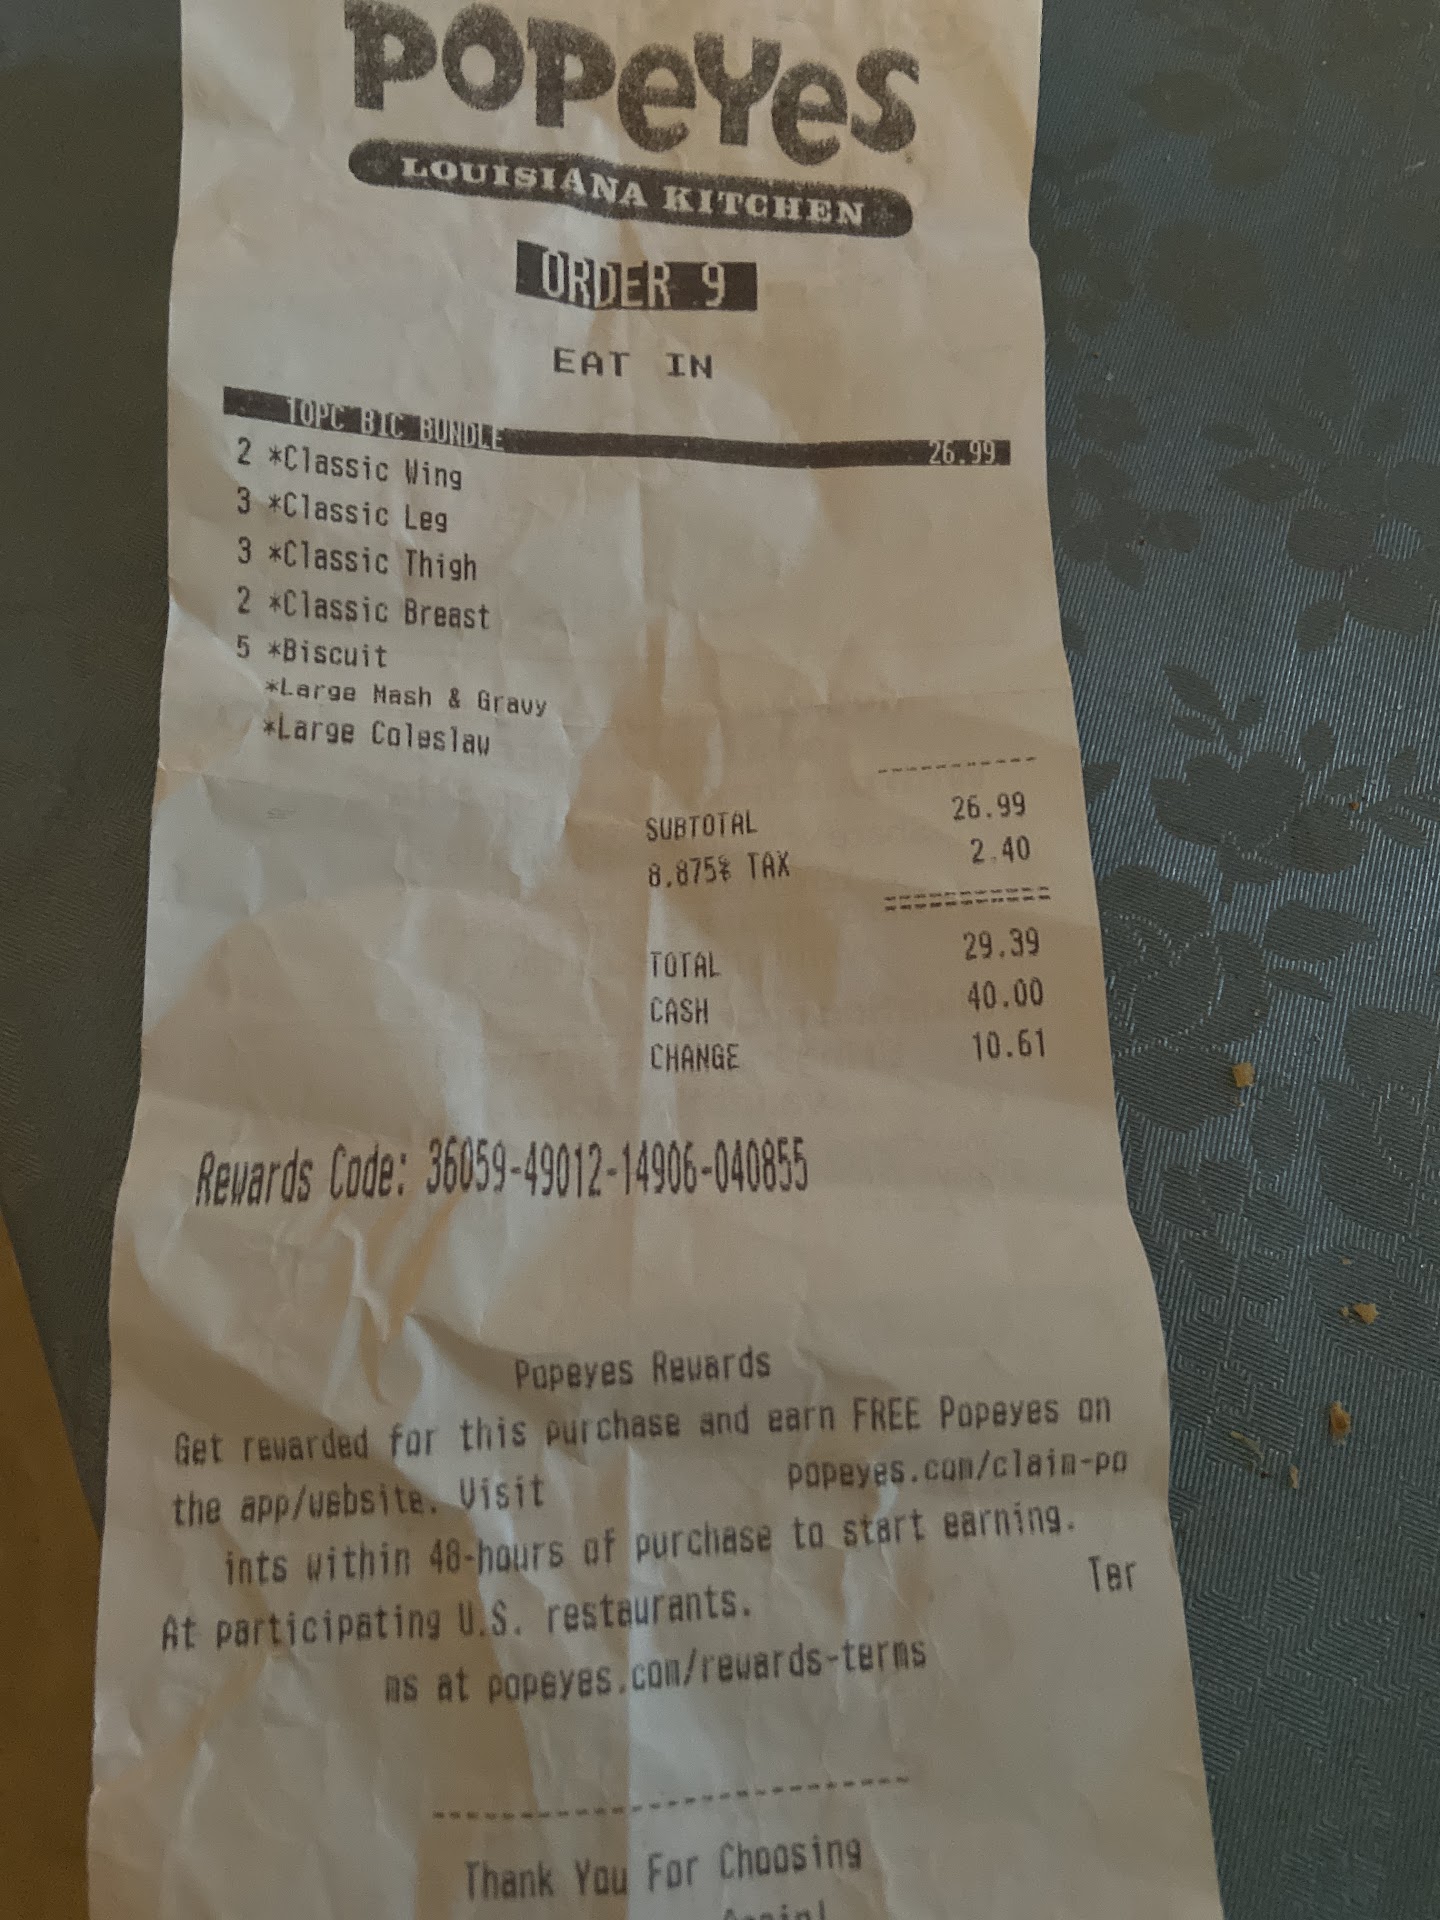 POPEYES
LOUISIANA KITCHEN
ORDER 9
EAT IN
10PC BIC BUNDLE 26.99
2 *Classic Wing
3 *Classic Leg
3 *Classic Thigh
2 *Classic Breast
5 *Biscuit
*Large Mash & Gravy
*Large Coleslaw
-----------
SUBTOTAL 26.99
8.875% TAX 2.40
===========
TOTAL 29.39
CASH 40.00
CHANGE 10.61
Rewards Code: 36059-49012-14906-040855
Popeyes Rewards
Get rewarded for this purchase and earn FREE Popeyes on
the app/website. Visit popeyes.com/claim-po
ints within 48-hours of purchase to start earning.
At participating U.S. restaurants. Ter
ms at popeyes.com/rewards-terms
--------------------------------
Thank You For Choosing